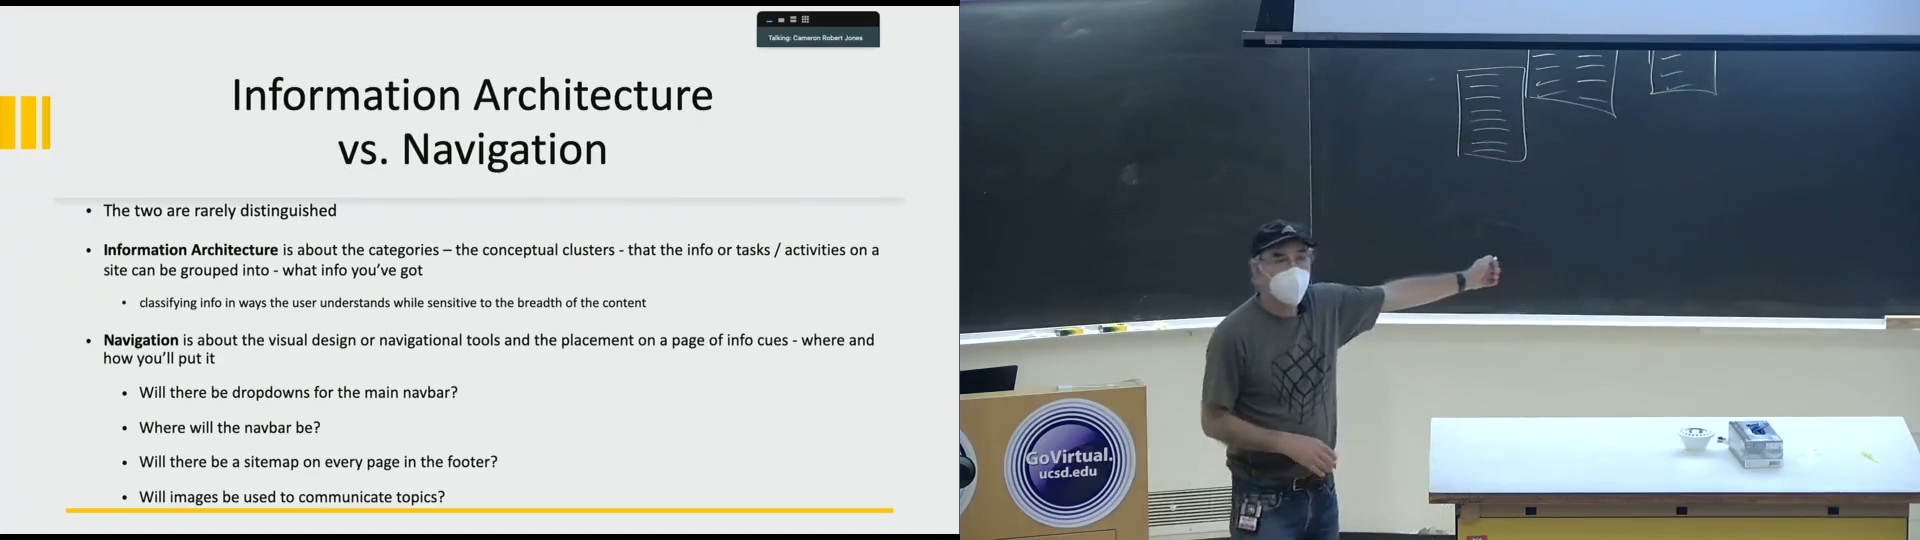 Talking: Cameron Robert Jones
Information Architecture
vs. Navigation
• The two are rarely distinguished
• Information Architecture is about the categories – the conceptual clusters - that the info or tasks / activities on a
site can be grouped into - what info you've got
• classifying info in ways the user understands while sensitive to the breadth of the content
• Navigation is about the visual design or navigational tools and the placement on a page of info cues - where and
how you'll put it
• Will there be dropdowns for the main navbar?
• Where will the navbar be?
• Will there be a sitemap on every page in the footer?
• Will images be used to communicate topics?
GoVirtual.
ucsd.edu